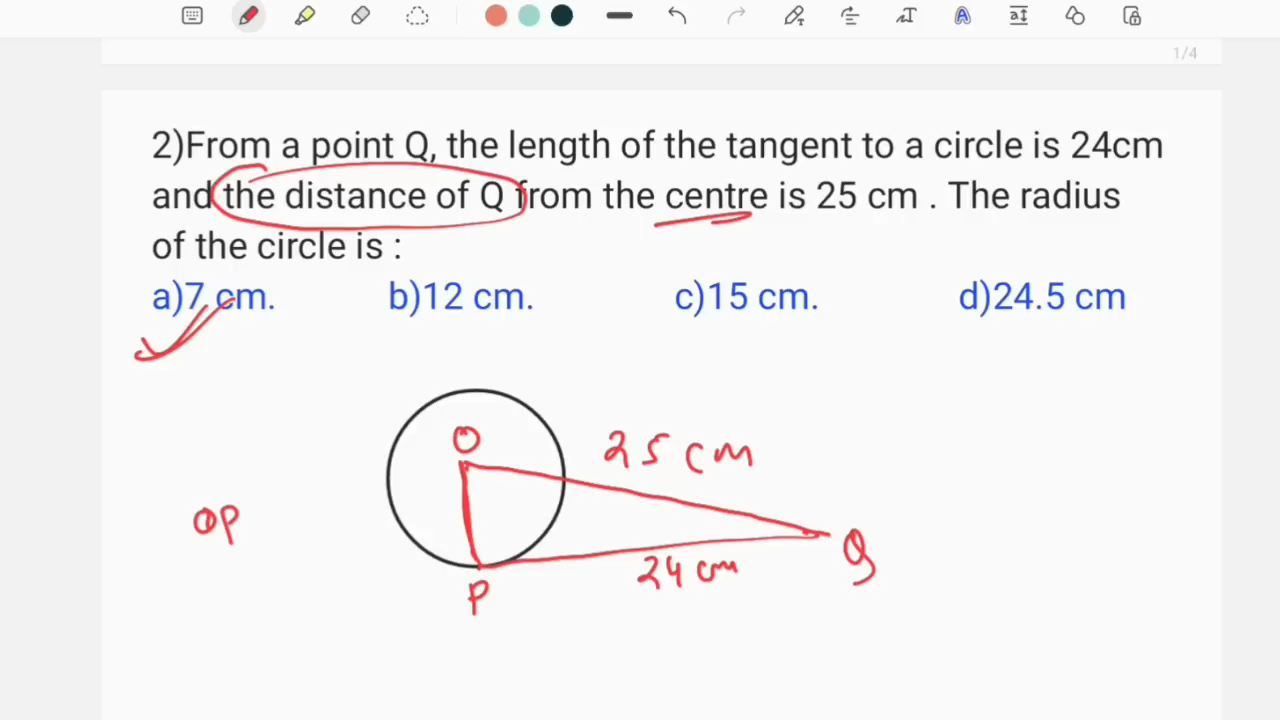 1/4
2)From a point Q, the length of the tangent to a circle is 24cm
and the distance of Q from the centre is 25 cm . The radius
of the circle is :
a)7 cm. b)12 cm. c)15 cm. d)24.5 cm
O
25 cm
OP
Q
24 cm
P